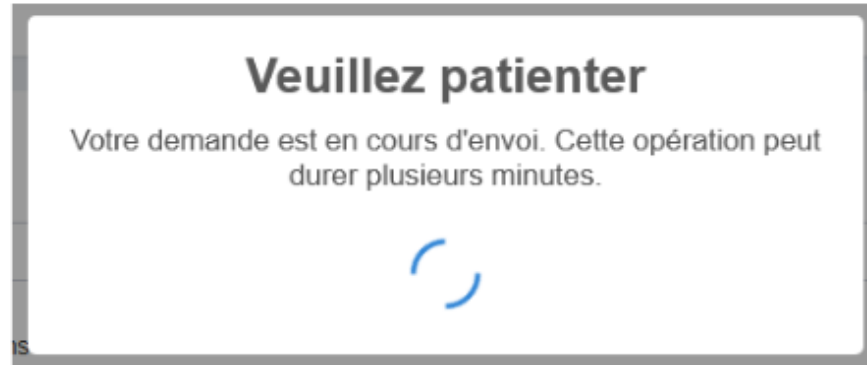 Veuillez patienter
Votre demande est en cours d'envoi. Cette opération peut
durer plusieurs minutes.